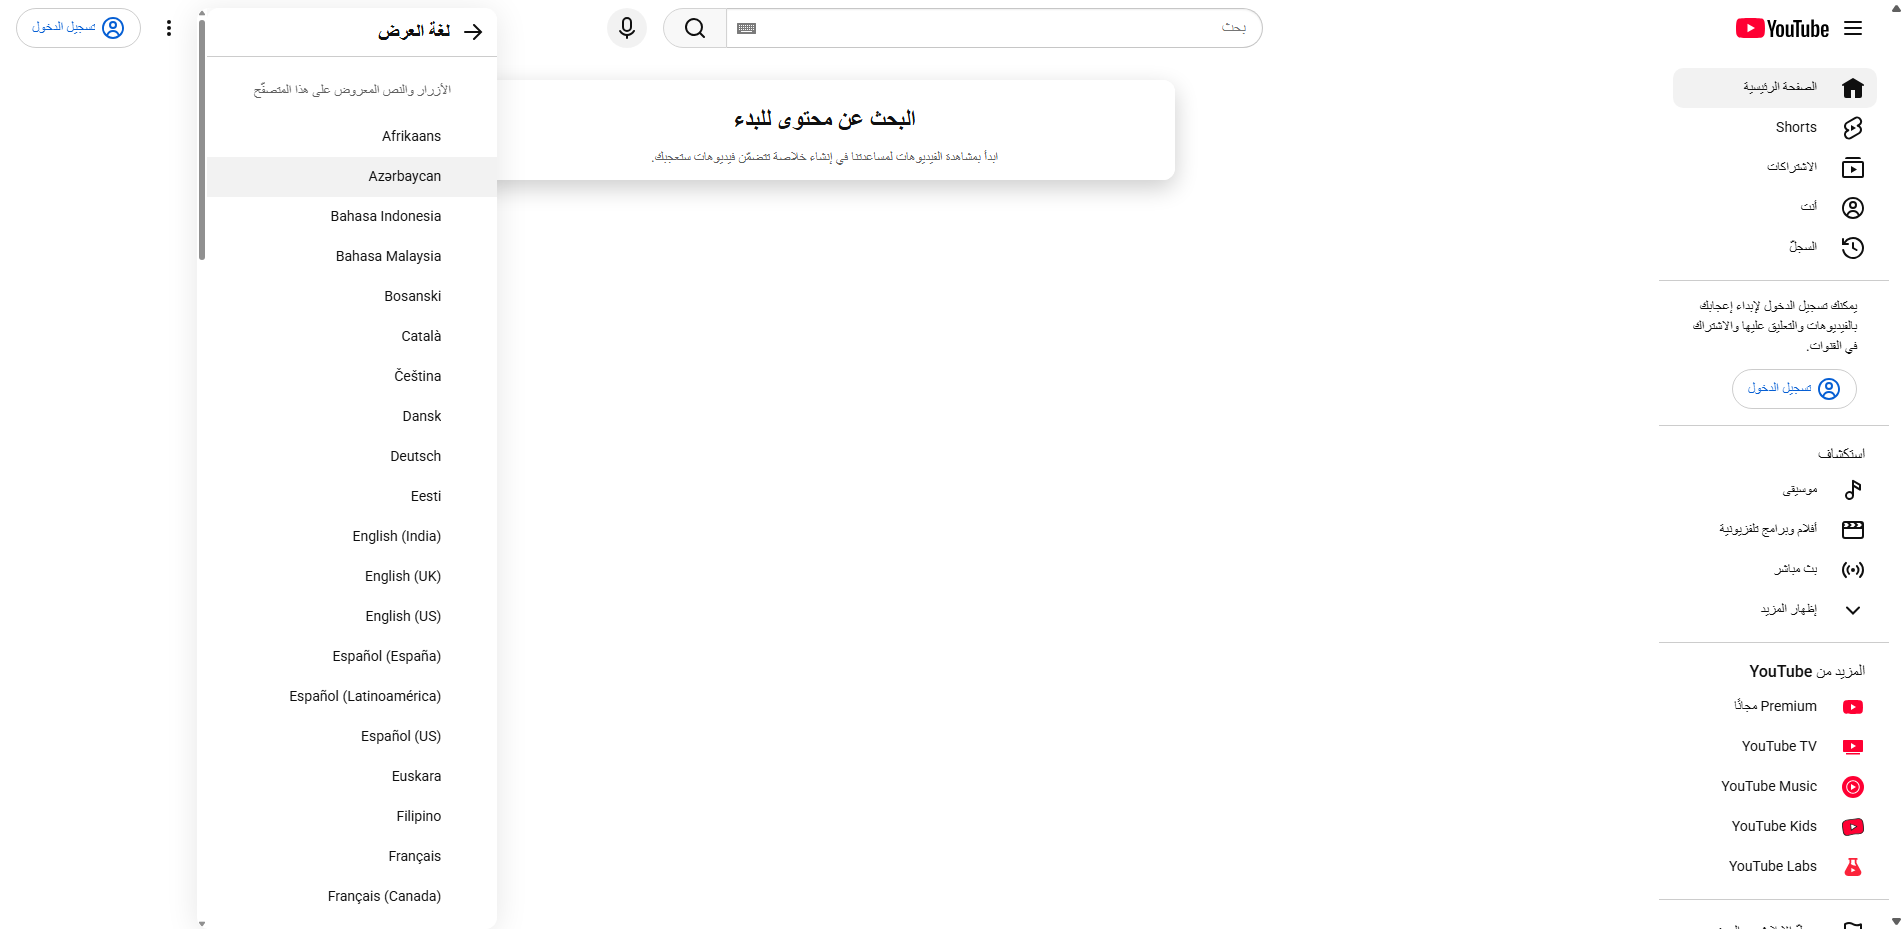 YouTube
بحث
تسجيل الدخول
الصفحة الرئيسية
Shorts
الاشتراكات
أنت
السجلّ
يمكنك تسجيل الدخول لإبداء إعجابك
بالفيديوهات والتعليق عليها والاشتراك
في القنوات.
تسجيل الدخول
استكشاف
موسيقى
أفلام وبرامج تلفزيونية
بث مباشر
إظهار المزيد
المزيد من YouTube
Premium مجانًا
YouTube TV
YouTube Music
YouTube Kids
YouTube Labs
البحث عن محتوى للبدء
ابدأ بمشاهدة الفيديوهات لمساعدتنا في إنشاء خلاصة تتضمّن فيديوهات ستعجبك.
لغة العرض
الأزرار والنص المعروض على هذا المتصفّح
Afrikaans
Azərbaycan
Bahasa Indonesia
Bahasa Malaysia
Bosanski
Català
Čeština
Dansk
Deutsch
Eesti
English (India)
English (UK)
English (US)
Español (España)
Español (Latinoamérica)
Español (US)
Euskara
Filipino
Français
Français (Canada)